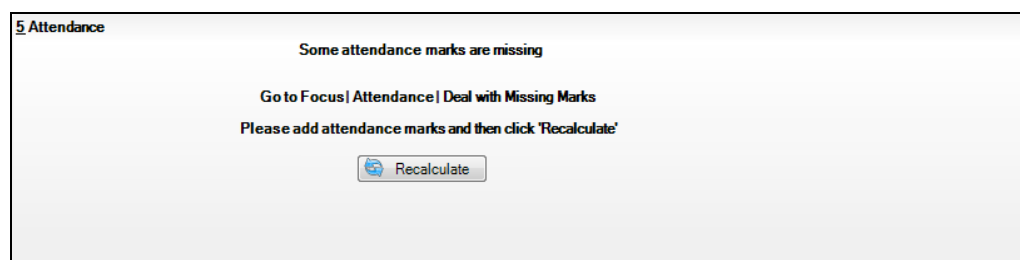 5 Attendance
Some attendance marks are missing
Go to Focus| Attendance| Deal with Missing Marks
Please add attendance marks and then click 'Recalculate'
Recalculate